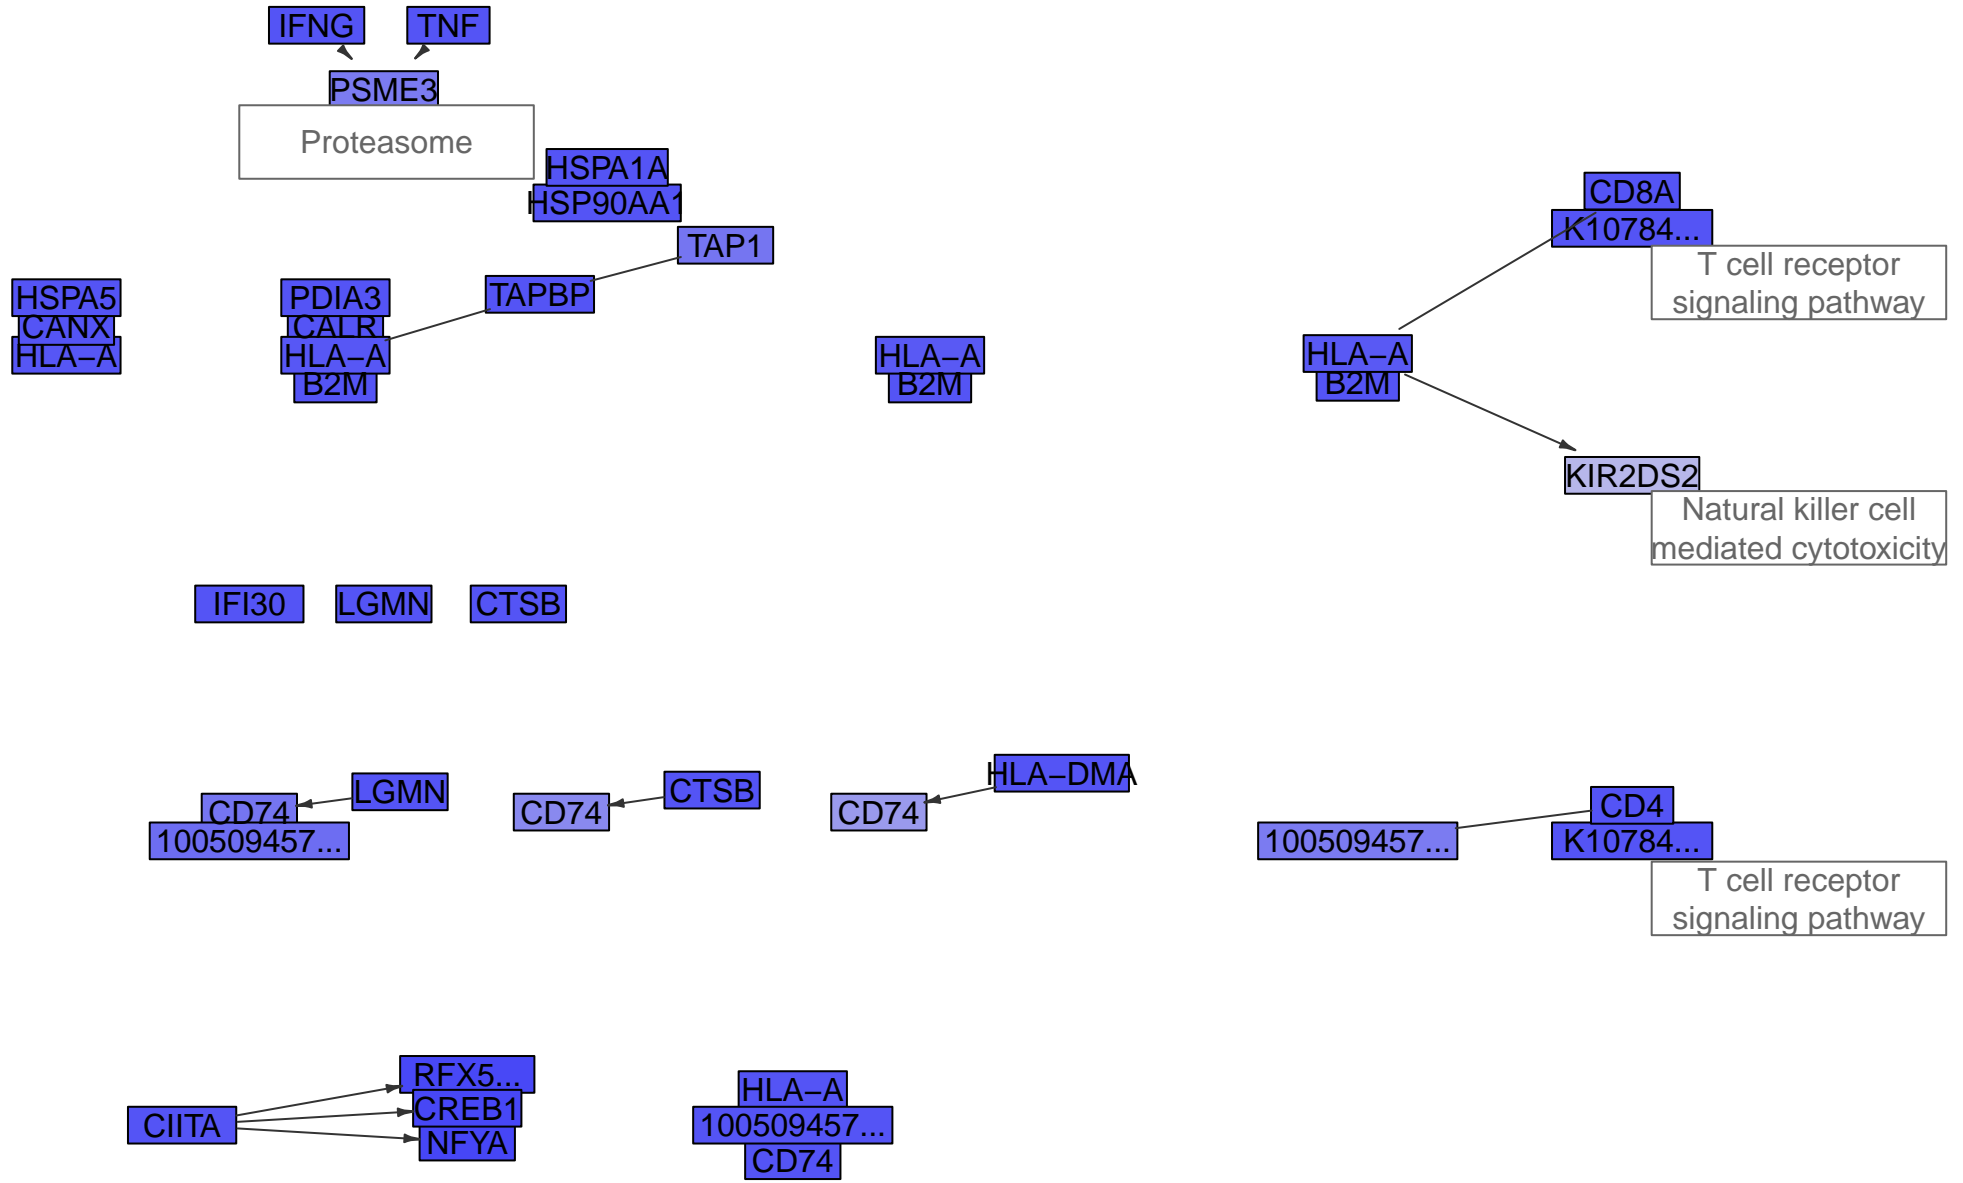 IFNG
TNF
PSME3
Proteasome
HSPA1A
HSP90AA1
TAP1
TAPBP
HSPA5
CANX
HLA−A
PDIA3
CALR
HLA−A
B2M
HLA−A
B2M
CD8A
K10784...
T cell receptor
signaling pathway
HLA−A
B2M
KIR2DS2
Natural killer cell
mediated cytotoxicity
IFI30
LGMN
CTSB
LGMN
CD74
100509457...
CTSB
CD74
HLA−DMA
CD74
CD4
100509457...
K10784...
T cell receptor
signaling pathway
CIITA
RFX5...
CREB1
NFYA
HLA−A
100509457...
CD74